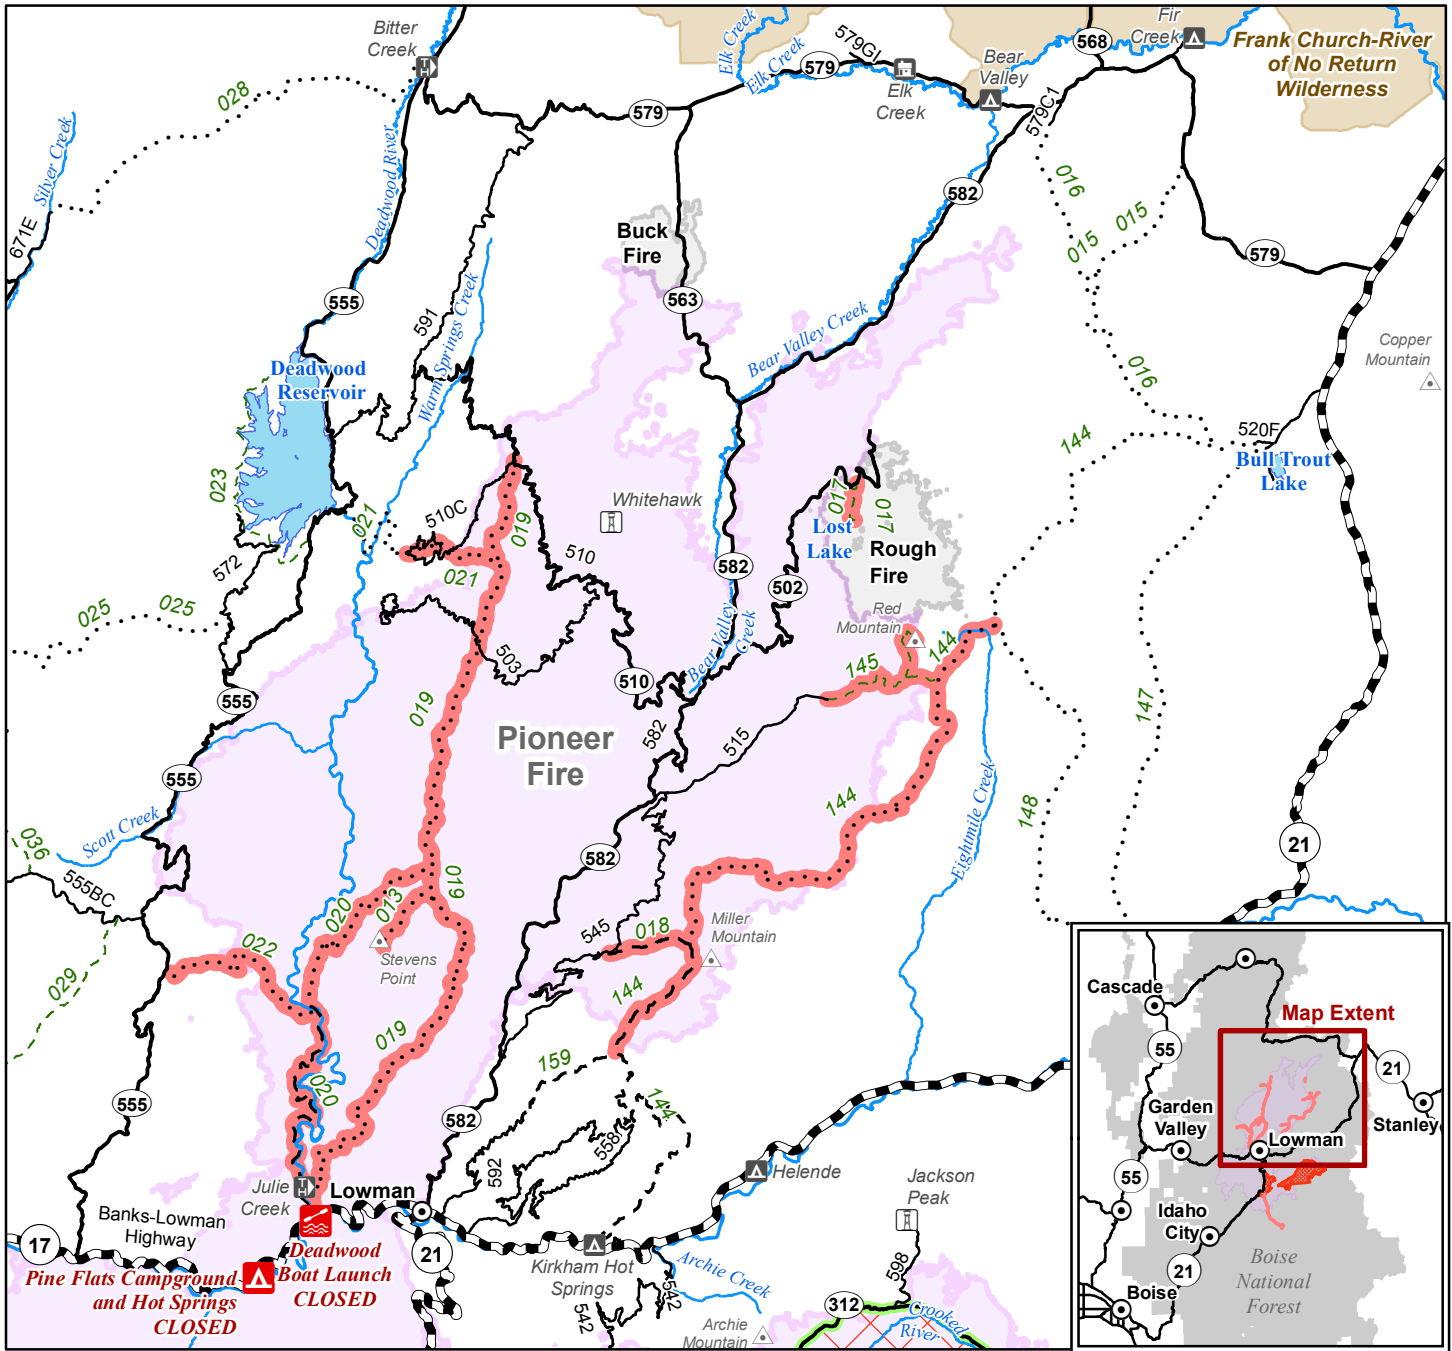 Bitter
Creek
028
Silver Creek
671E
Deadwood River
555
579
Elk Creek
Elk Creek
579
579GI
Elk
Creek
Bear
Valley
568
Fir
Creek
Frank Church-River
of No Return
Wilderness
579C1
582
016
015
015
579
Buck
Fire
563
591
Warm Springs Creek
Bear Valley Creek
Copper
Mountain
016
Deadwood
Reservoir
023
021
510C
019
021
Whitehawk
510
572
582
502
017
017
Lost
Lake
Rough
Fire
144
520F
Bull Trout
Lake
025
025
503
Red
Mountain
145
144
Bear Valley
Creek
510
555
019
582
515
147
Pioneer
Fire
555
Scott Creek
036
555BC
144
Eightmile Creek
148
21
582
019
013
020
022
029
Stevens
Point
545
018
Miller
Mountain
144
019
020
159
144
555
582
592
558A
Julie
Creek
Lowman
Banks-Lowman
Highway
17
Pine Flats Campground
and Hot Springs
CLOSED
Deadwood
Boat Launch
CLOSED
21
Kirkham Hot
Springs
Helende
Jackson
Peak
598
Archie Creek
542
542
Archie
Mountain
312
Crooked
River
Cascade
55
Map Extent
21
Stanley
Garden
Valley
Lowman
55
Idaho
City
21
Boise
Boise
National
Forest